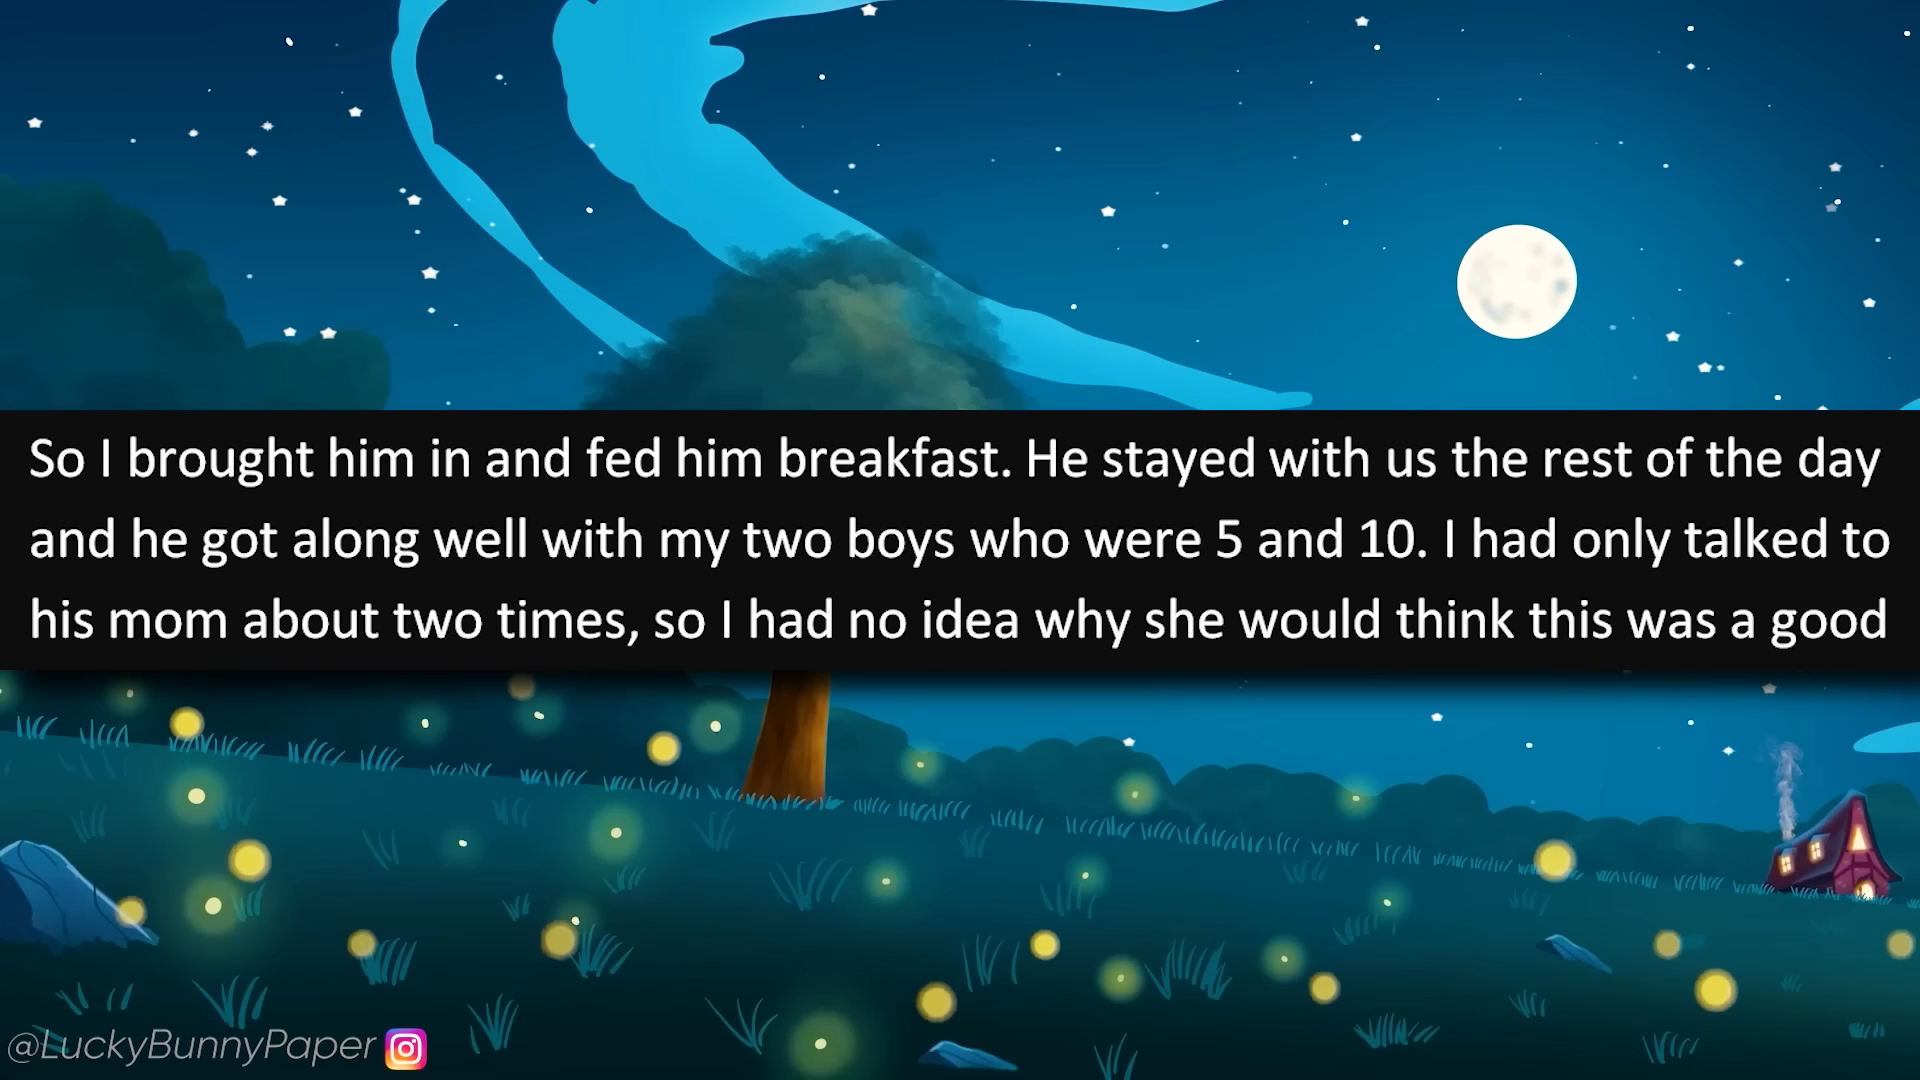 So I brought him in and fed him breakfast. He stayed with us the rest of the day
and he got along well with my two boys who were 5 and 10. I had only talked to
his mom about two times, so I had no idea why she would think this was a good
@LuckyBunnyPaper